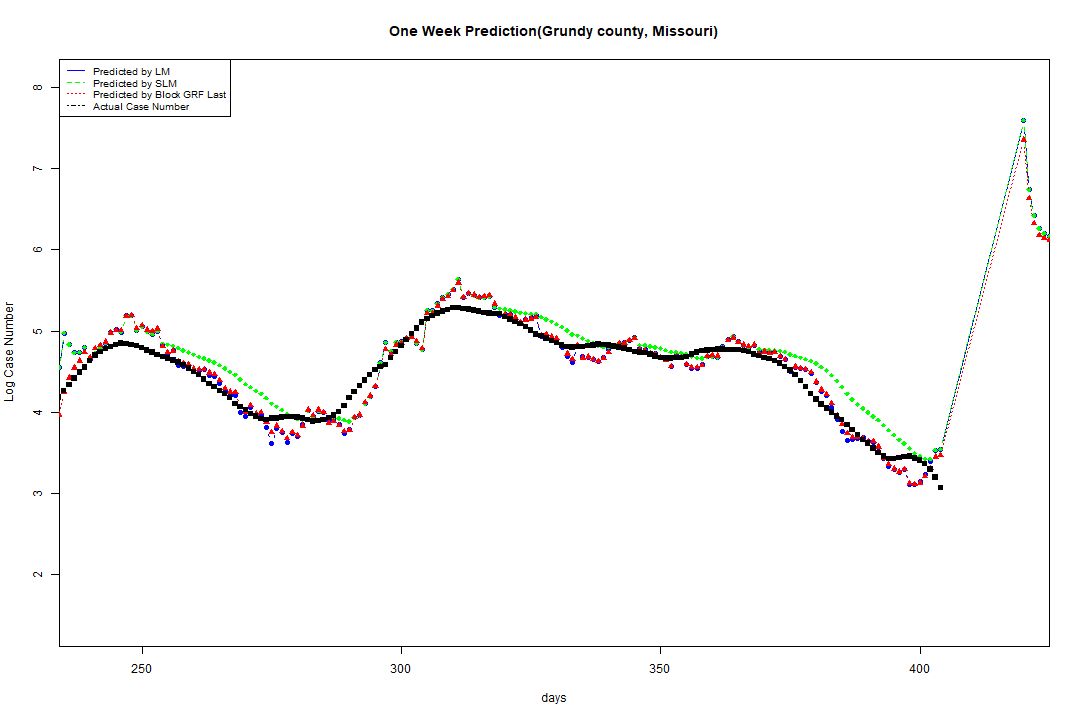 One Week Prediction(Grundy county, Missouri)
Predicted by LM
Predicted by SLM
Predicted by Block GRF Last
Actual Case Number
8
7
6
5
4
3
2
Log Case Number
250 300 350 400
days